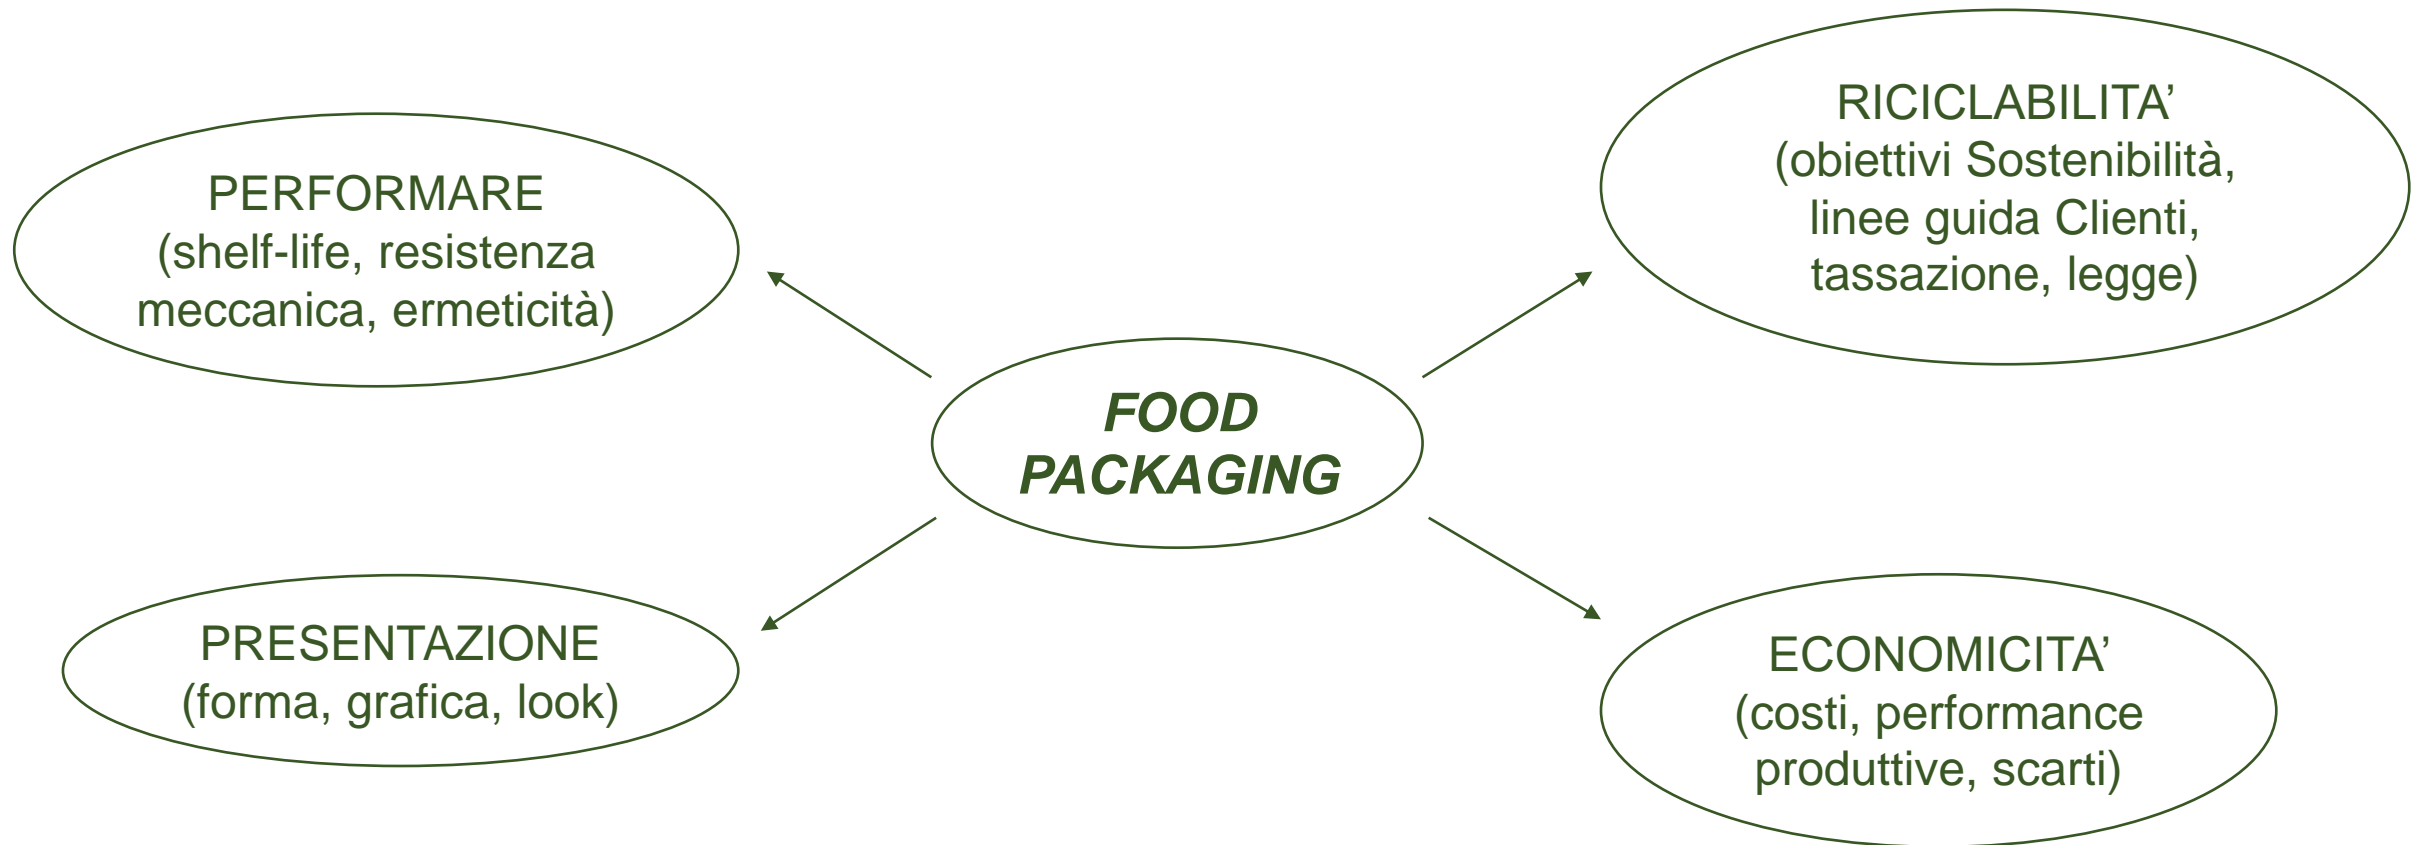 PERFORMARE
(shelf-life, resistenza
meccanica, ermeticità)
RICICLABILITA’
(obiettivi Sostenibilità,
linee guida Clienti,
tassazione, legge)
FOOD
PACKAGING
PRESENTAZIONE
(forma, grafica, look)
ECONOMICITA’
(costi, performance
produttive, scarti)